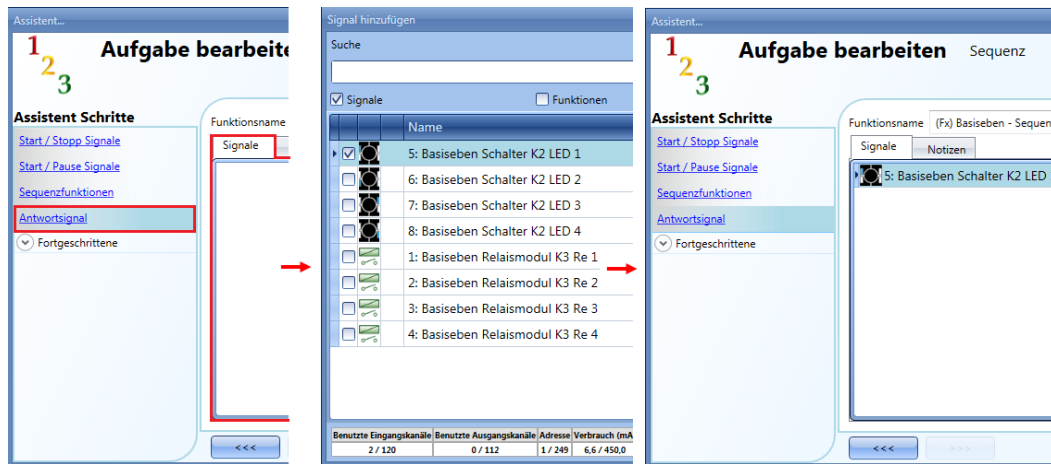 Assistent...
1 2 3
Aufgabe bearbeite
Assistent Schritte
Start / Stopp Signale
Start / Pause Signale
Sequenzfunktionen
Antwortsignal
Fortgeschrittene
Funktionsname
Signale
<<<
Signal hinzufügen
Suche
Signale
Funktionen
Name
5: Basiseben Schalter K2 LED 1
6: Basiseben Schalter K2 LED 2
7: Basiseben Schalter K2 LED 3
8: Basiseben Schalter K2 LED 4
1: Basiseben Relaismodul K3 Re 1
2: Basiseben Relaismodul K3 Re 2
3: Basiseben Relaismodul K3 Re 3
4: Basiseben Relaismodul K3 Re 4
Benutzte Eingangskanäle Benutzte Ausgangskanäle Adresse Verbrauch (mA
2 / 120 0 / 112 1 / 249 6,6 / 450,0
Assistent...
1 2 3
Aufgabe bearbeiten Sequenz
Assistent Schritte
Start / Stopp Signale
Start / Pause Signale
Sequenzfunktionen
Antwortsignal
Fortgeschrittene
Funktionsname (Fx) Basiseben - Sequen
Signale Notizen
5: Basiseben Schalter K2 LED
<<< >>>